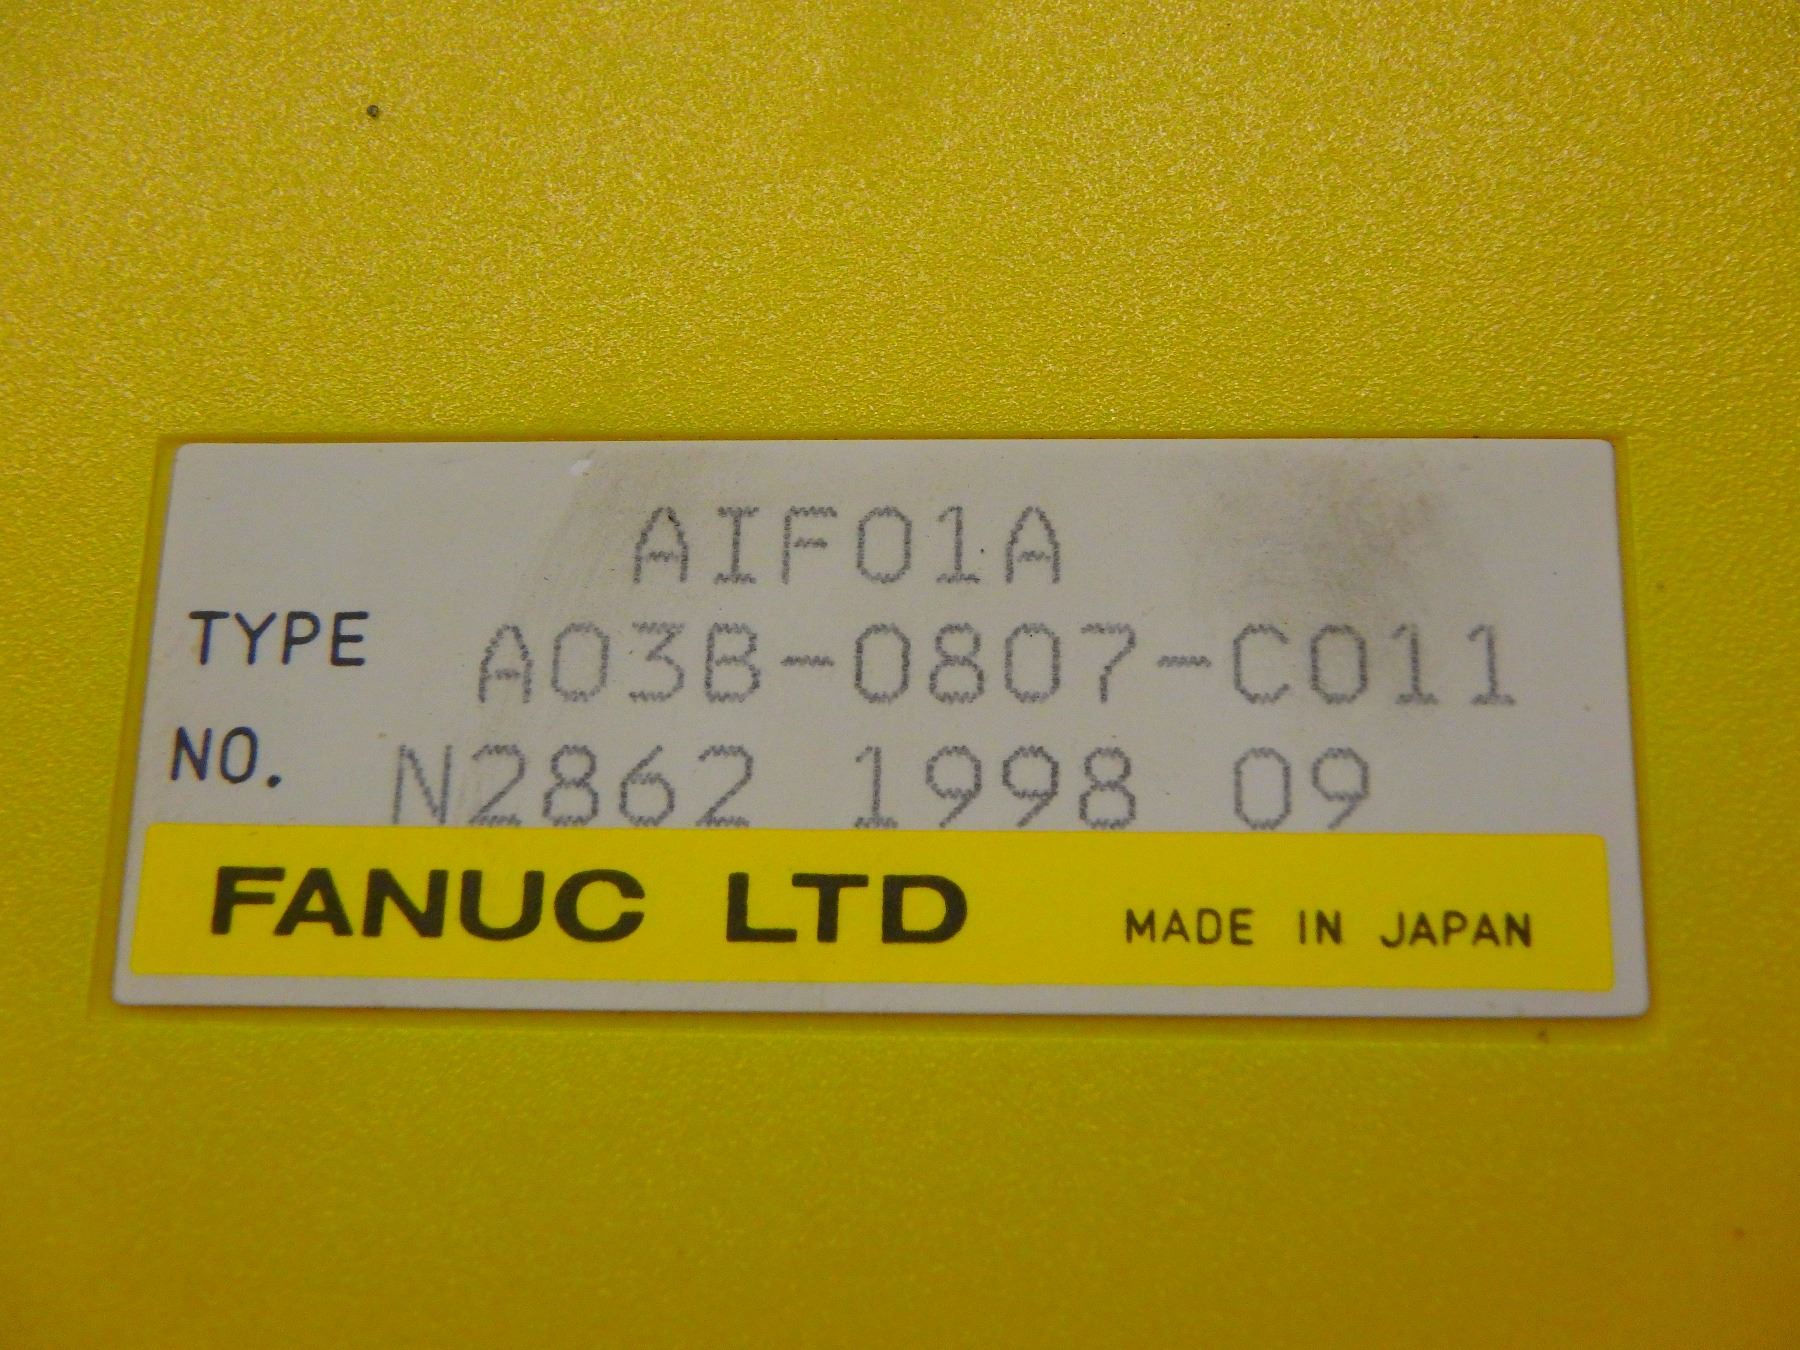 AIF01A
TYPE A03B-0807-C011
NO. N2862 1998 09
FANUC LTD MADE IN JAPAN